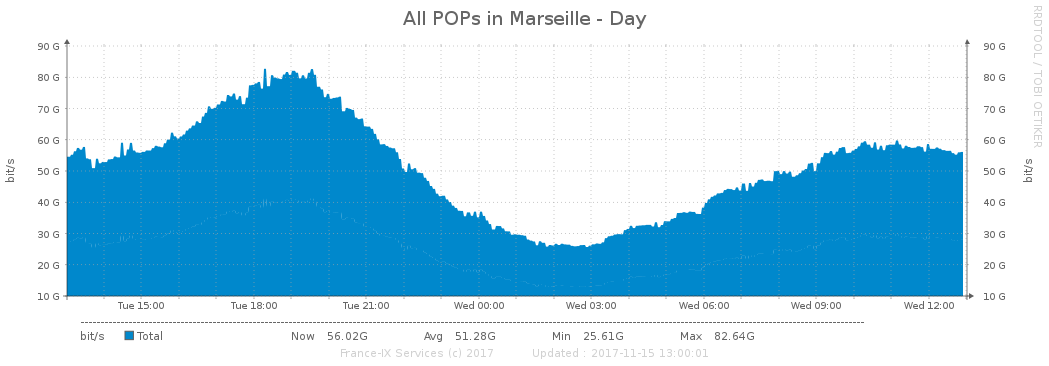 All POPs in Marseille - Day
RRDTOOL / TOBI OETIKER
90 G 90 G
80 G 80 G
70 G 70 G
60 G 60 G
50 G 50 G
40 G 40 G
30 G 30 G
20 G 20 G
10 G 10 G
bit/s bit/s
Tue 15:00 Tue 18:00 Tue 21:00 Wed 00:00 Wed 03:00 Wed 06:00 Wed 09:00 Wed 12:00
bit/s Total Now 56.02G Avg 51.28G Min 25.61G Max 82.64G
France-IX Services (c) 2017 Updated : 2017-11-15 13:00:01